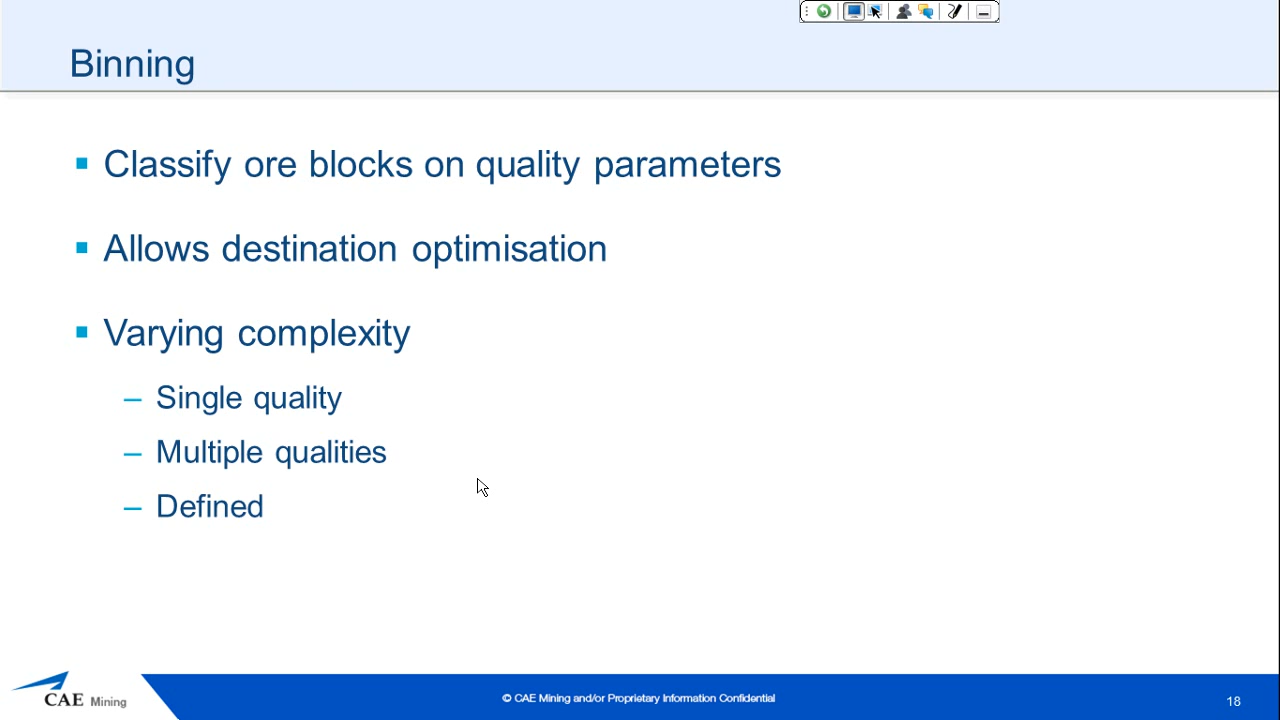 Binning
Classify ore blocks on quality parameters
Allows destination optimisation
Varying complexity
– Single quality
– Multiple qualities
– Defined
CAE Mining
© CAE Mining and/or Proprietary Information Confidential
18